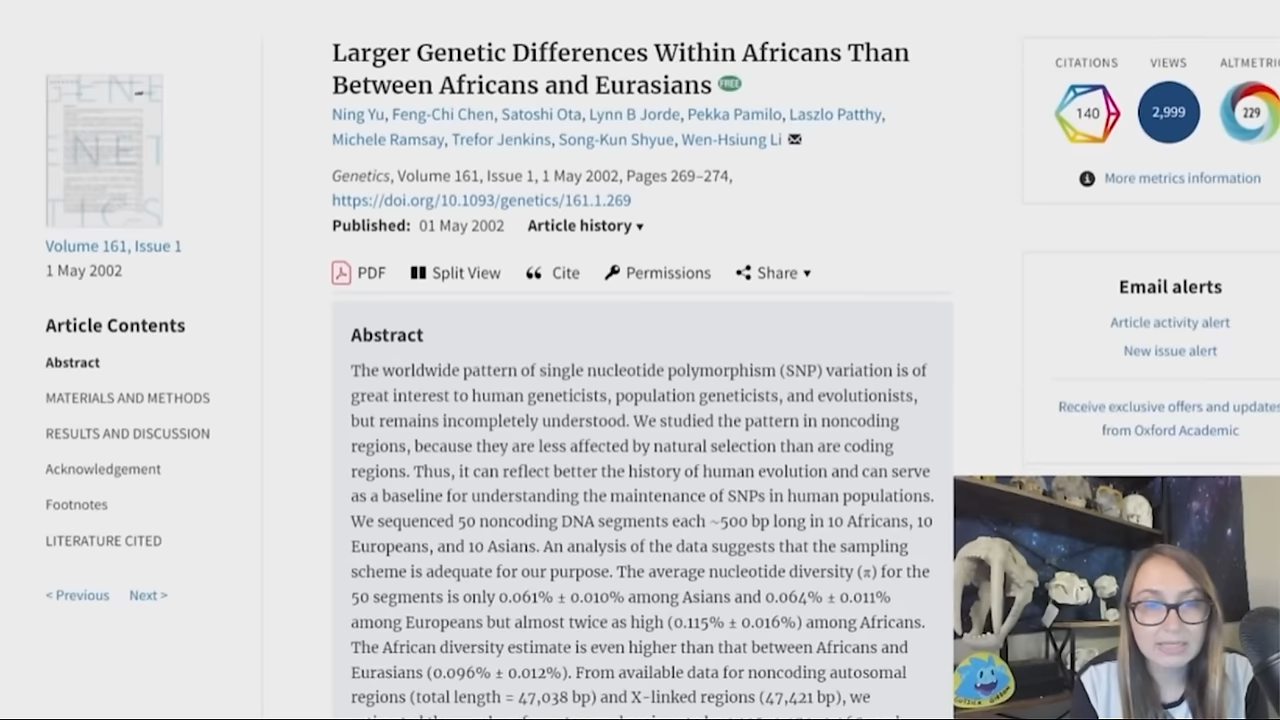 Larger Genetic Differences Within Africans Than
Between Africans and Eurasians FREE
Ning Yu, Feng-Chi Chen, Satoshi Ota, Lynn B Jorde, Pekka Pamilo, Laszlo Patthy,
Michele Ramsay, Trefor Jenkins, Song-Kun Shyue, Wen-Hsiung Li
Genetics, Volume 161, Issue 1, 1 May 2002, Pages 269–274,
https://doi.org/10.1093/genetics/161.1.269
Published: 01 May 2002 Article history
PDF Split View Cite Permissions Share
Volume 161, Issue 1
1 May 2002
Article Contents
Abstract
MATERIALS AND METHODS
RESULTS AND DISCUSSION
Acknowledgement
Footnotes
LITERATURE CITED
< Previous Next >
Abstract
The worldwide pattern of single nucleotide polymorphism (SNP) variation is of
great interest to human geneticists, population geneticists, and evolutionists,
but remains incompletely understood. We studied the pattern in noncoding
regions, because they are less affected by natural selection than are coding
regions. Thus, it can reflect better the history of human evolution and can serve
as a baseline for understanding the maintenance of SNPs in human populations.
We sequenced 50 noncoding DNA segments each ~500 bp long in 10 Africans, 10
Europeans, and 10 Asians. An analysis of the data suggests that the sampling
scheme is adequate for our purpose. The average nucleotide diversity (π) for the
50 segments is only 0.061% ± 0.010% among Asians and 0.064% ± 0.011%
among Europeans but almost twice as high (0.115% ± 0.016%) among Africans.
The African diversity estimate is even higher than that between Africans and
Eurasians (0.096% ± 0.012%). From available data for noncoding autosomal
regions (total length = 47,038 bp) and X-linked regions (47,421 bp), we
CITATIONS VIEWS ALTMETRI
140 2,999 229
More metrics information
Email alerts
Article activity alert
New issue alert
Receive exclusive offers and updates
from Oxford Academic